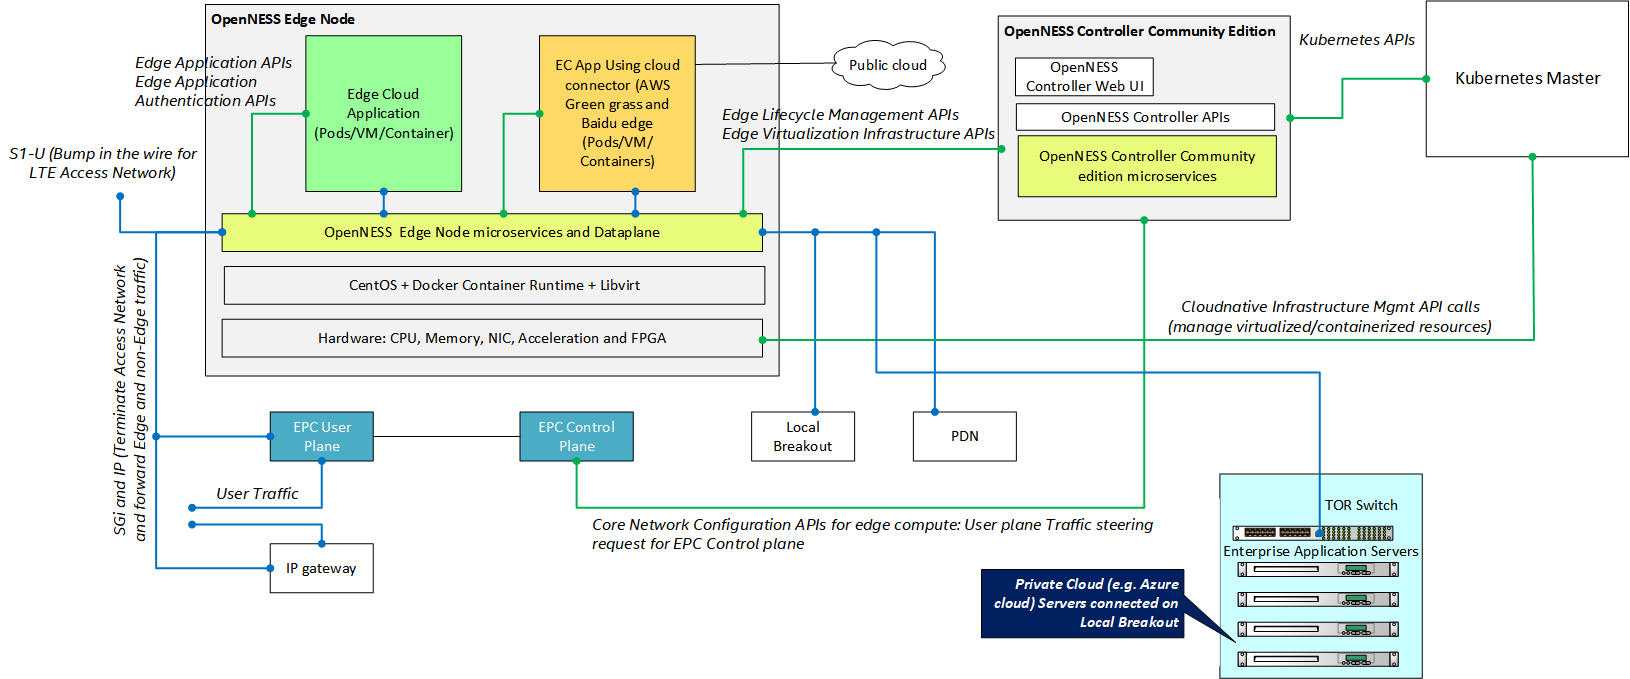 OpenNESS Edge Node
Edge Application APIs
Edge Application
Authentication APIs
Edge Cloud
Application
(Pods/VM/Container)
EC App Using cloud
connector (AWS
Green grass and
Baidu edge
(Pods/VM/
Containers)
Public cloud
OpenNESS Controller Community Edition
OpenNESS
Controller Web UI
OpenNESS Controller APIs
OpenNESS Controller Community
edition microservices
Kubernetes APIs
Kubernetes Master
Edge Lifecycle Management APIs
Edge Virtualization Infrastructure APIs
S1-U (Bump in the wire for
LTE Access Network)
OpenNESS  Edge Node microservices and Dataplane
CentOS + Docker Container Runtime + Libvirt
Hardware: CPU, Memory, NIC, Acceleration and FPGA
Cloudnative Infrastructure Mgmt API calls
(manage virtualized/containerized resources)
SGi and IP (Terminate Access Network
and forward Edge and non-Edge traffic)
EPC User
Plane
EPC Control
Plane
Local
Breakout
PDN
User Traffic
IP gateway
Core Network Configuration APIs for edge compute: User plane Traffic steering
request for EPC Control plane
TOR Switch
Enterprise Application Servers
Private Cloud (e.g. Azure
cloud) Servers connected on
Local Breakout